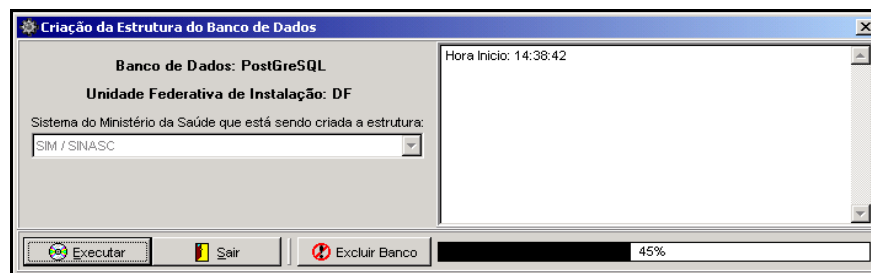 Criação da Estrutura do Banco de Dados
Banco de Dados: PostGreSQL
Unidade Federativa de Instalação: DF
Sistema do Ministério da Saúde que está sendo criada a estrutura:
SIM / SINASC
Hora Inicio: 14:38:42
Executar
Sair
Excluir Banco
45%